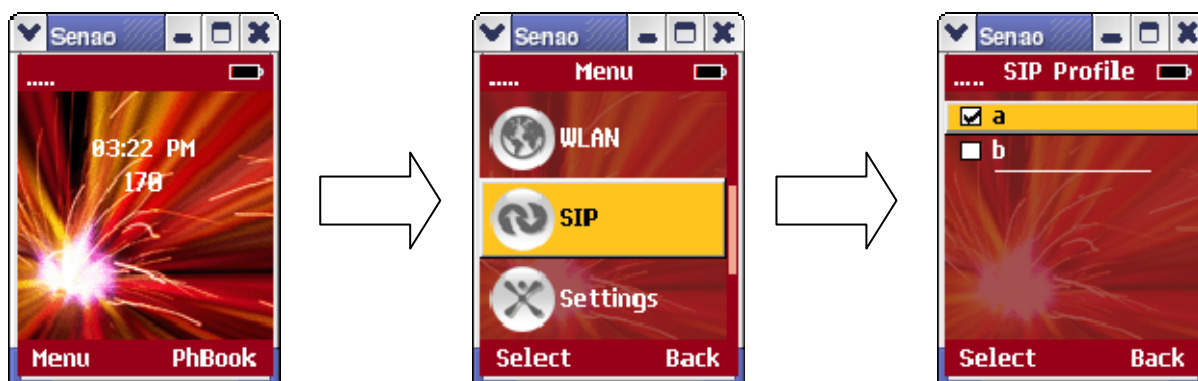 Senao
03:22 PM
170
Menu PhBook
Senao
Menu
WLAN
SIP
Settings
Select Back
Senao
SIP Profile
a
b
Select Back